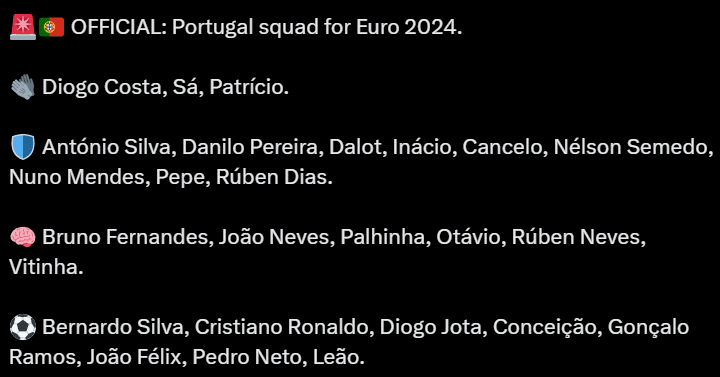 🚨🇵🇹 OFFICIAL: Portugal squad for Euro 2024.
🧤 Diogo Costa, Sá, Patrício.
🛡️ António Silva, Danilo Pereira, Dalot, Inácio, Cancelo, Nélson Semedo,
Nuno Mendes, Pepe, Rúben Dias.
🧠 Bruno Fernandes, João Neves, Palhinha, Otávio, Rúben Neves,
Vitinha.
⚽ Bernardo Silva, Cristiano Ronaldo, Diogo Jota, Conceição, Gonçalo
Ramos, João Félix, Pedro Neto, Leão.